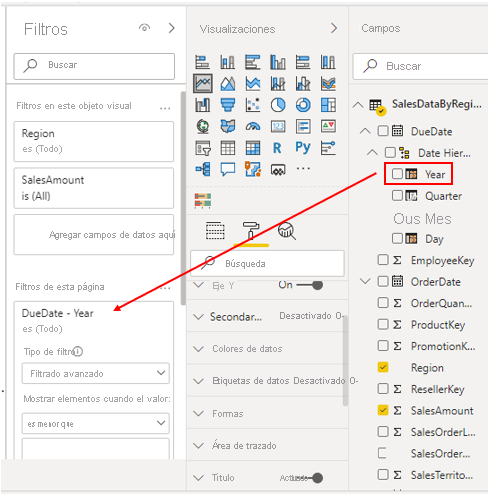 Filtros
Buscar
Filtros en este objeto visual
...
Region
es (Todo)
SalesAmount
is (All)
Agregar campos de datos aquí
Filtros de esta página
...
DueDate - Year
es (Todo)
Tipo de filtro
Filtrado avanzado
Mostrar elementos cuando el valor:
es menor que
Visualizaciones
R Py
...
Búsqueda
Eje Y On
Secondar... Desactivado 0-
Colores de datos
Etiquetas de datos Desactivado 0-
Formas
Área de trazado
Titulo
Campos
Buscar
SalesDataByRegi...
DueDate
Date Hier...
Year
Quarter
Ous Mes
Day
EmployeeKey
OrderDate
OrderQuan...
ProductKey
PromotionK...
Region
ResellerKey
SalesAmount
SalesOrderL...
SalesOrder...
SalesTerrito...